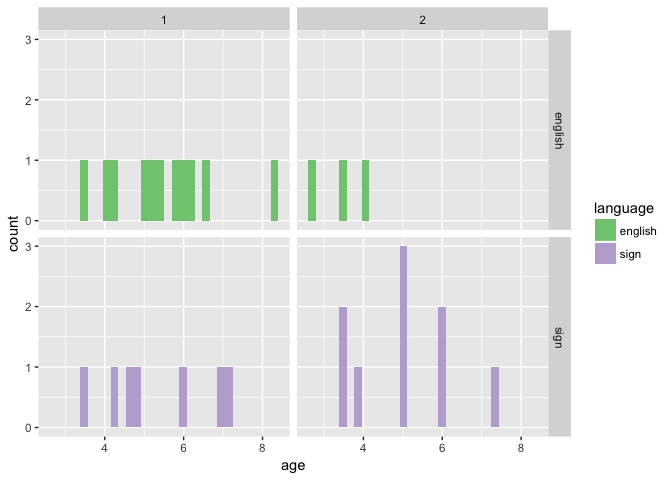 1 2
3
2
1
0
english
3
2
1
0
sign
count
4 6 8 4 6 8
age
language
english
sign